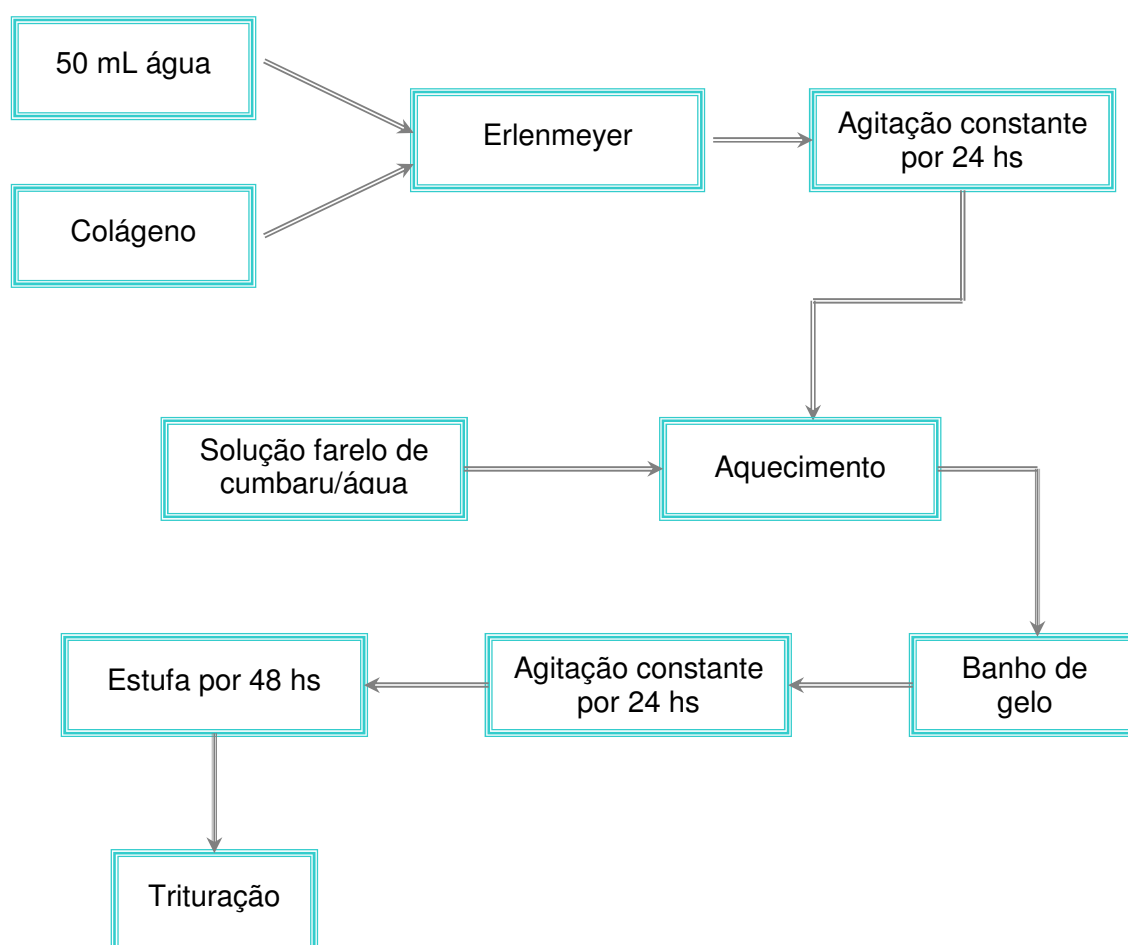 50 mL água
Colágeno
Erlenmeyer
Agitação constante
por 24 hs
Solução farelo de
cumbaru/água
Aquecimento
Banho de
gelo
Agitação constante
por 24 hs
Estufa por 48 hs
Trituração